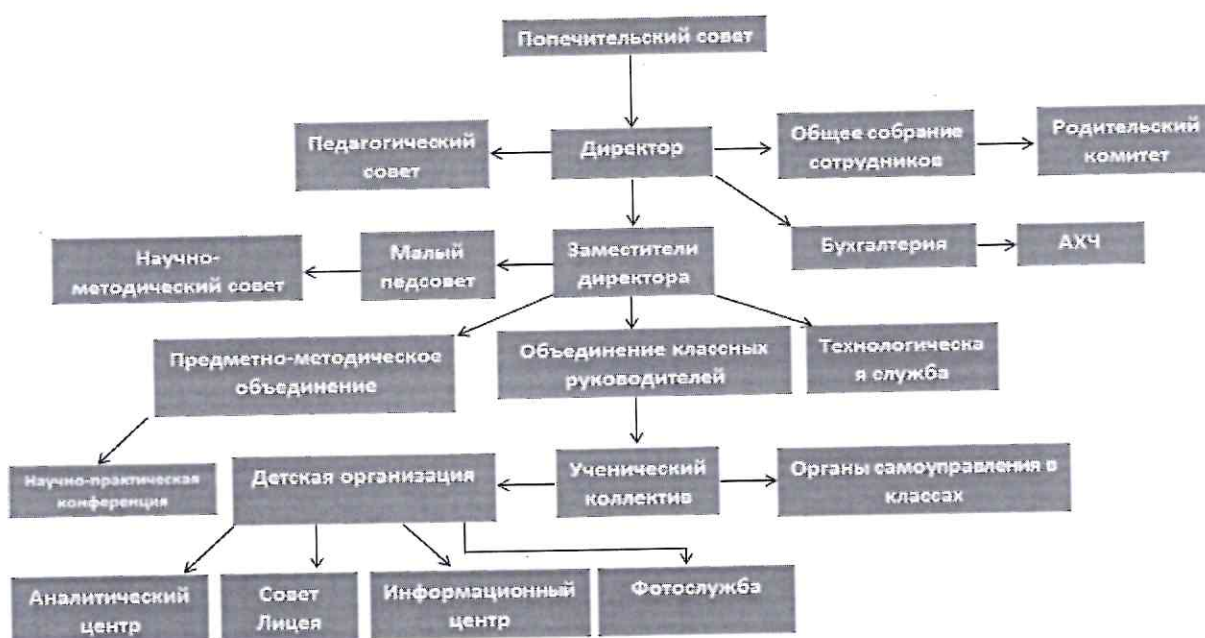 Попечительский совет
Педагогический
совет
Директор
Общее собрание
сотрудников
Родительский
комитет
Научно-
методический совет
Малый
педсовет
Заместители
директора
Бухгалтерия
АХЧ
Предметно-методическое
объединение
Объединение классных
руководителей
Технологическа
я служба
Научно-практическая
конференция
Детская организация
Ученический
коллектив
Органы самоуправления в
классах
Аналитический
центр
Совет
Лицея
Информационный
центр
Фотослужба